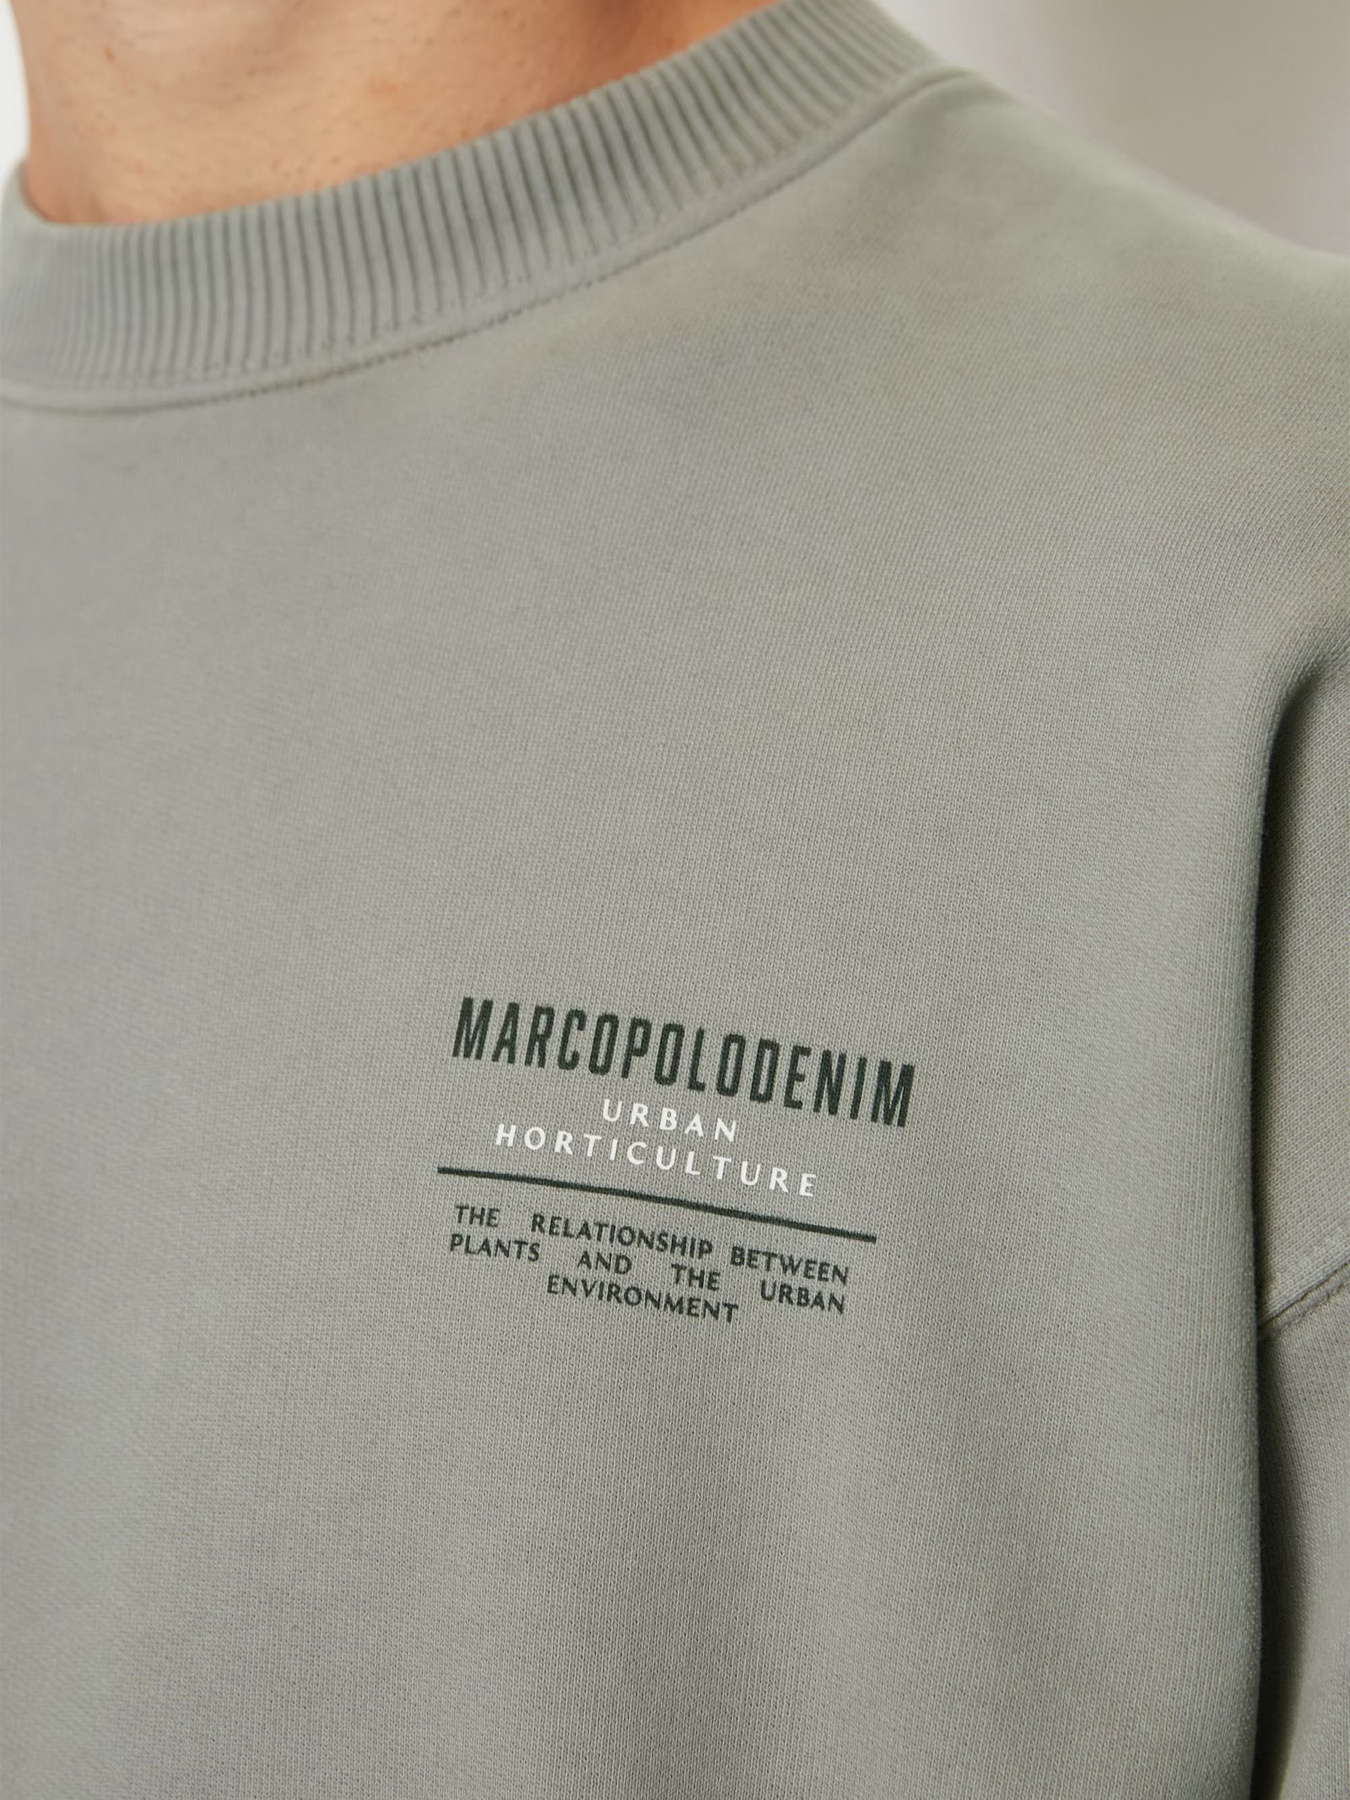 MARCOPOLODENIM
URBAN
HORTICULTURE
THE RELATIONSHIP BETWEEN
PLANTS AND THE URBAN
ENVIRONMENT